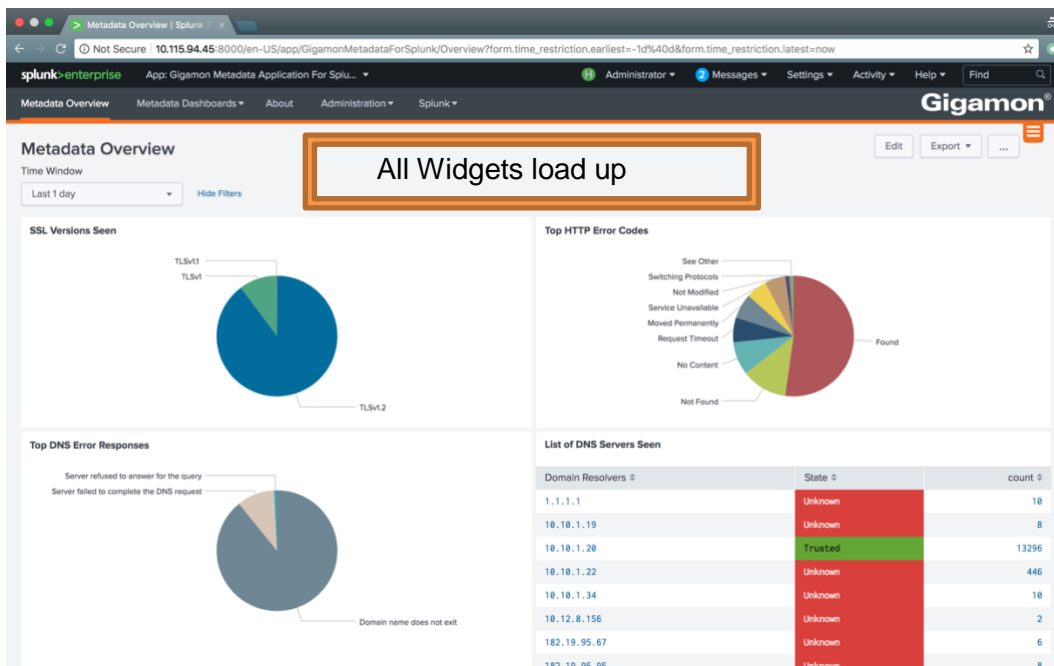 Metadata Overview | Splunk 7
Not Secure 10.115.94.45:8000/en-US/app/GigamonMetadataForSplunk/Overview?form.time_restriction.earliest=-1d%40d&form.time_restriction.latest=now
splunk>enterprise App: Gigamon Metadata Application For Splu... Administrator 2 Messages Settings Activity Help Find
Metadata Overview Metadata Dashboards About Administration Splunk Gigamon®
Metadata Overview
All Widgets load up
Edit Export ...
Time Window
Last 1 day Hide Filters
SSL Versions Seen
TLSv1.1
TLSv1
TLSv1.2
Top HTTP Error Codes
See Other
Switching Protocols
Not Modified
Service Unavailable
Moved Permanently
Request Timeout
Found
No Content
Not Found
Top DNS Error Responses
Server refused to answer for the query
Server failed to complete the DNS request
Domain name does not exit
List of DNS Servers Seen
Domain Resolvers State count
1.1.1.1 Unknown 10
10.10.1.19 Unknown 8
10.10.1.20 Trusted 13296
10.10.1.22 Unknown 446
10.10.1.34 Unknown 10
10.12.8.156 Unknown 2
182.19.95.67 Unknown 6
182.19.95.95 Unknown 8